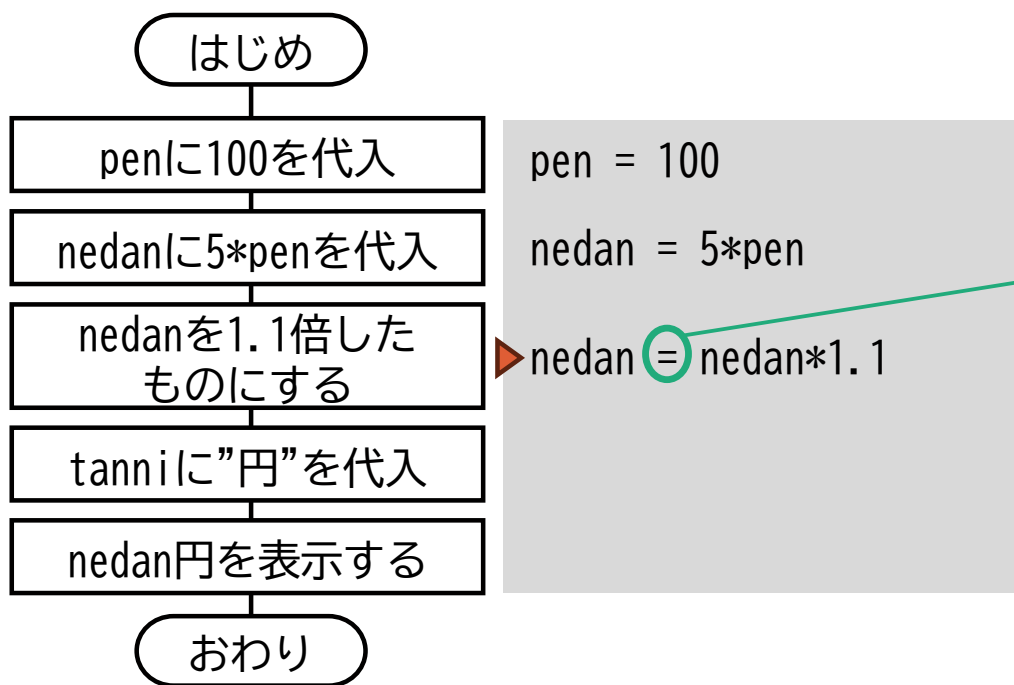 はじめ
penに100を代入
pen = 100
nedanに5*penを代入
nedan = 5*pen
nedanを1.1倍した
ものにする
nedan = nedan*1.1
tanniに”円”を代入
nedan円を表示する
おわり